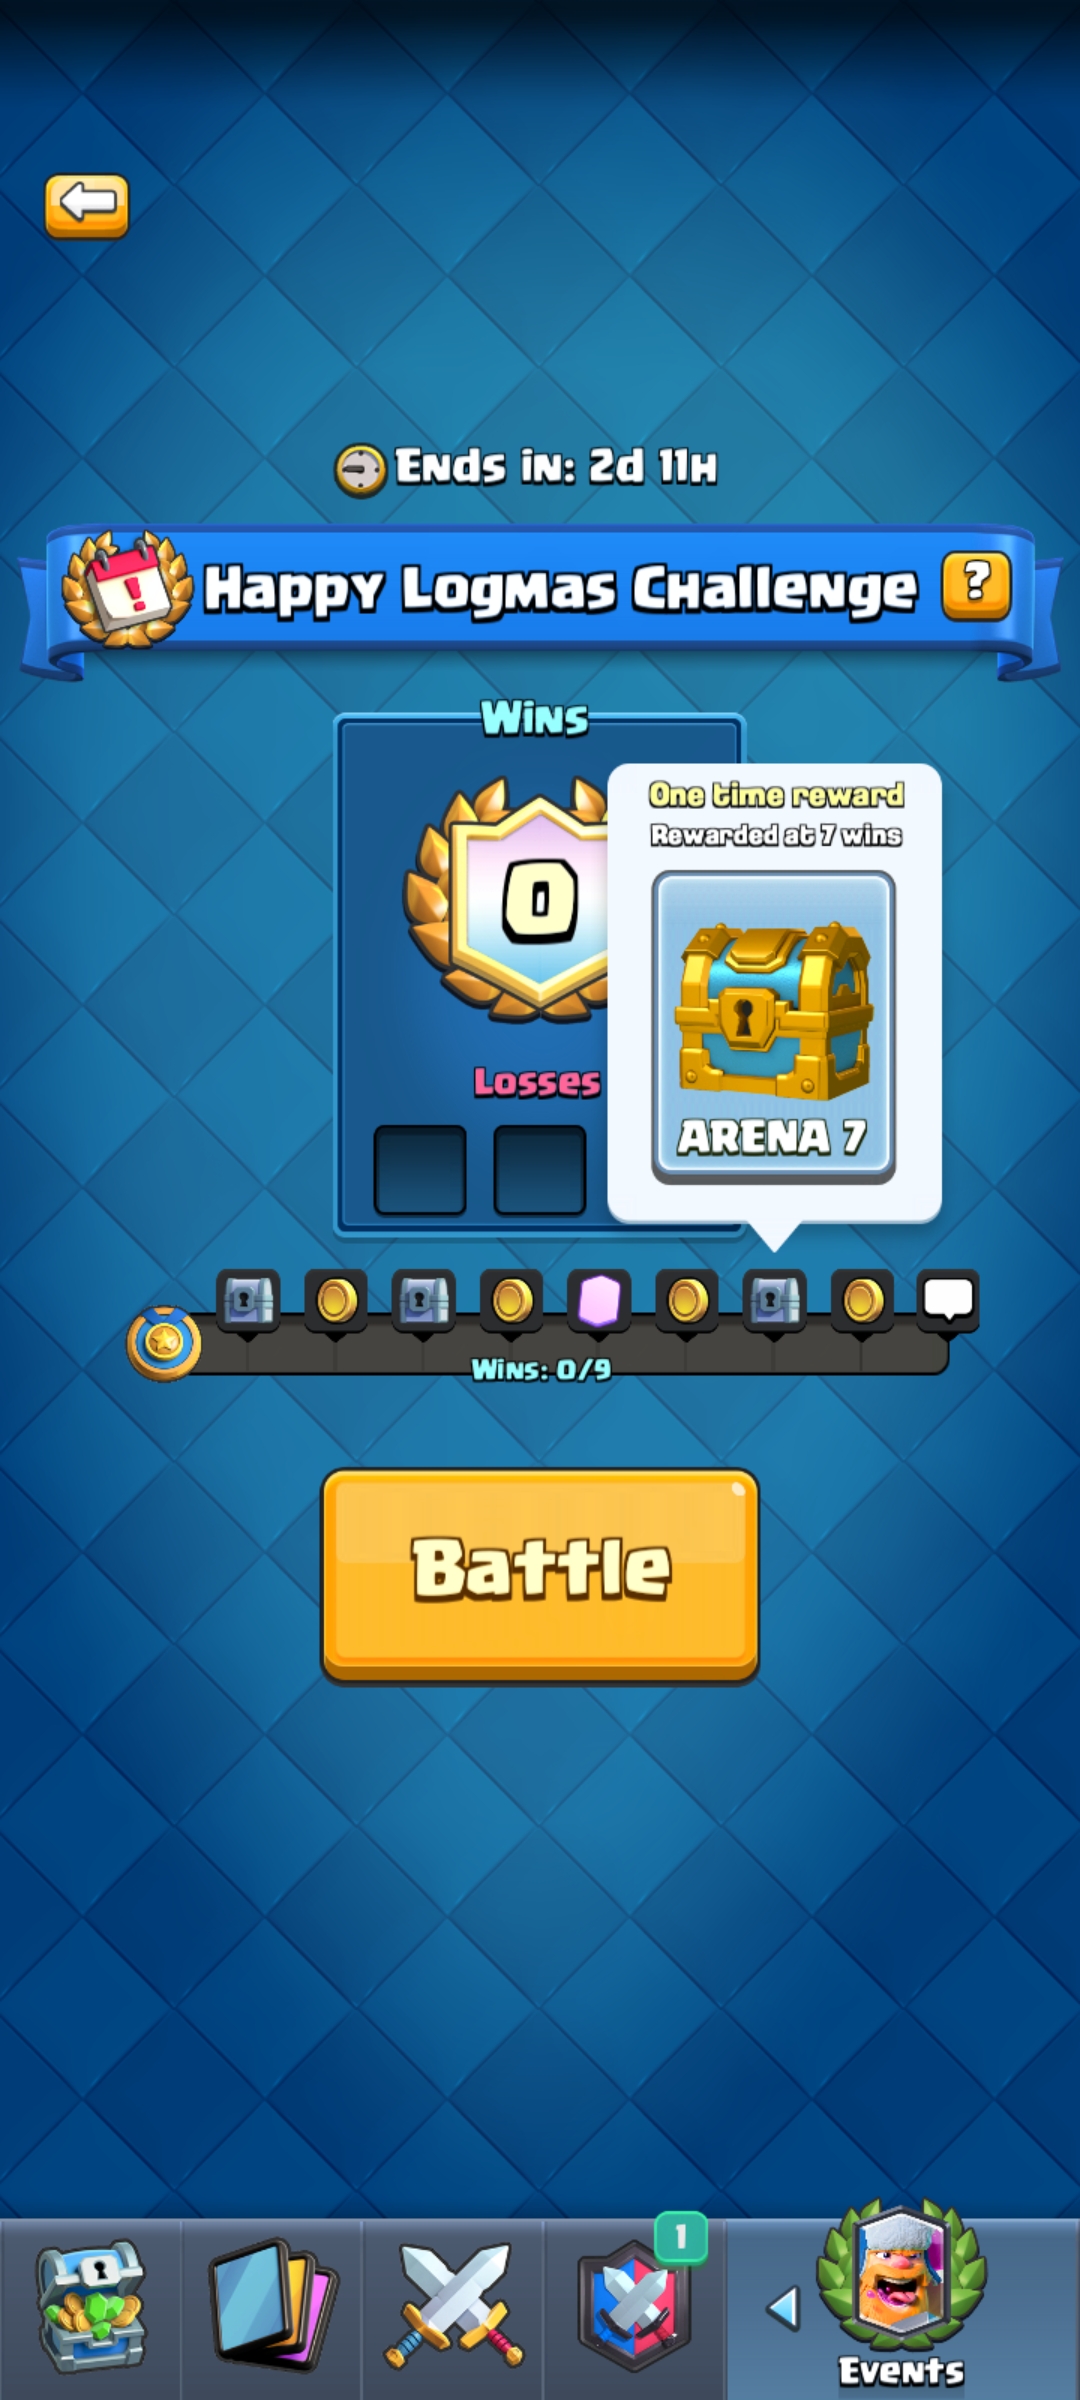 Ends in: 2d 11H
Happy Logmas Challenge
?
Wins
One time reward
Rewarded at 7 wins
0
Losses
ARENA 7
Wins: 0/9
Battle
1
Events